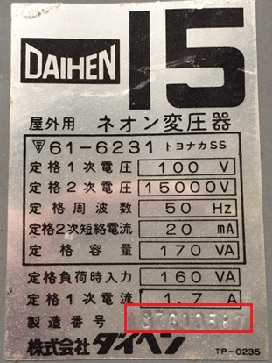 DAIHEN 15
屋外用 ネオン変圧器
61-6231 トヨナカSS
定格1次電圧 100 V
定格2次電圧 15000V
定格周波数 50 Hz
定格2次短絡電流 20 mA
定格容量 170 VA
定格負荷時入力 160 VA
定格1次電流 1.7 A
製造番号
株式会社 ダイヘン TP-0235